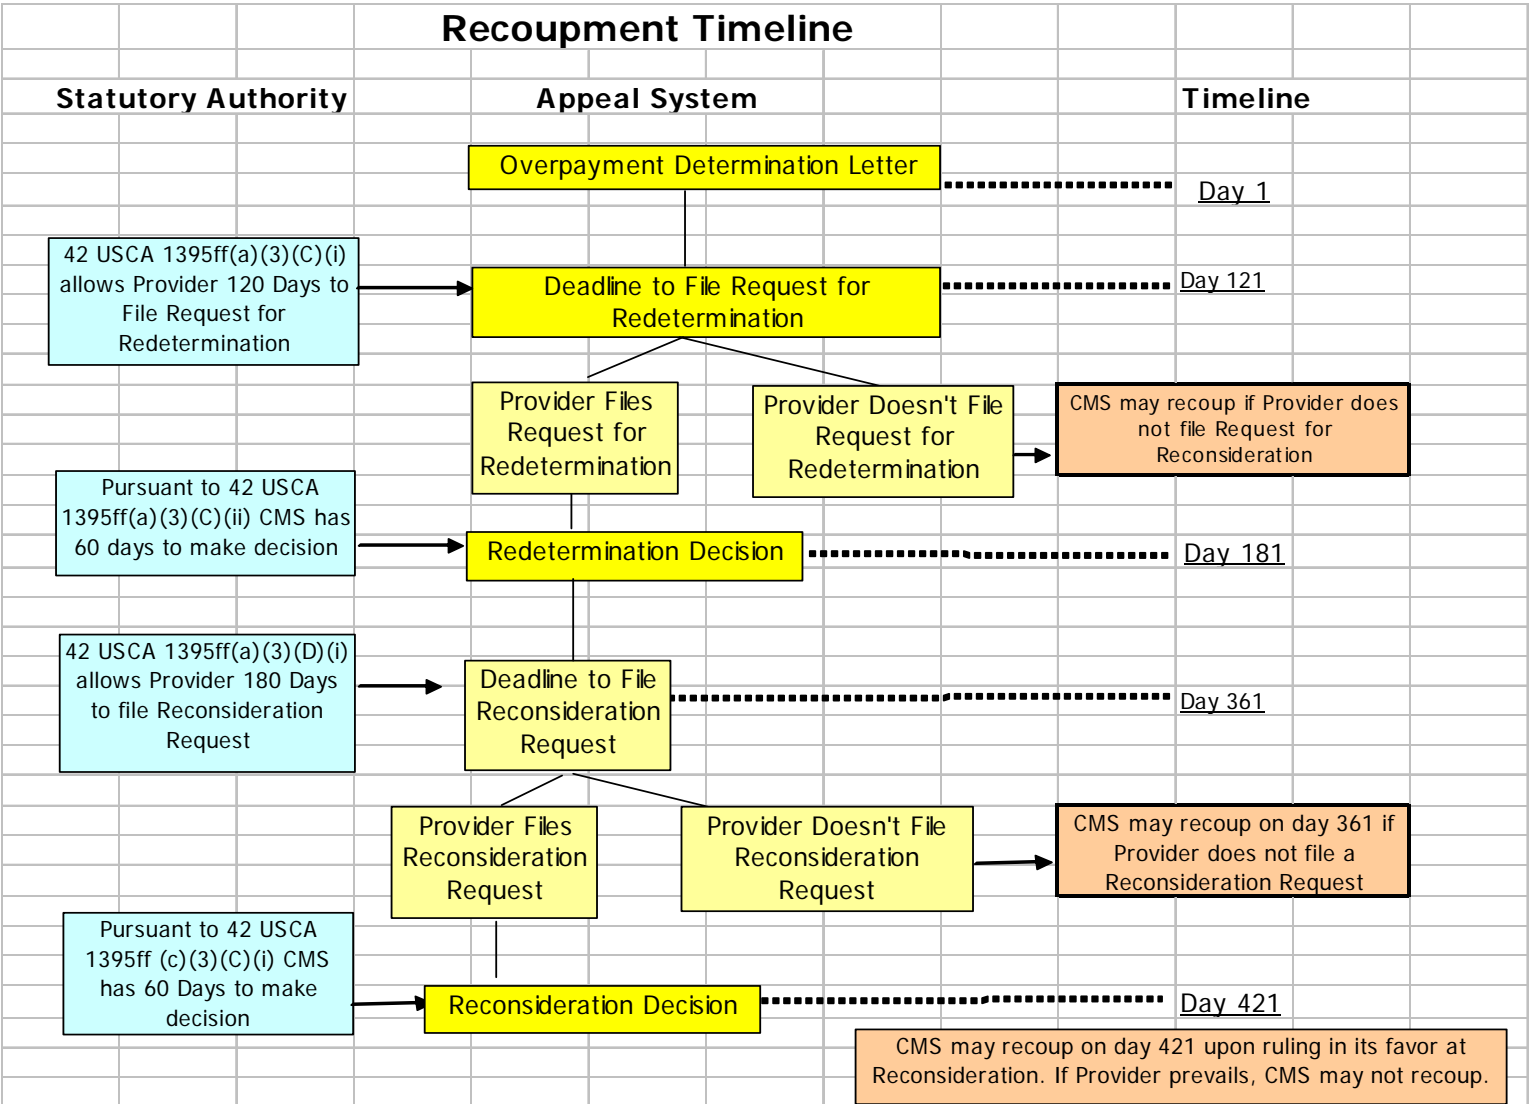 Recoupment Timeline
Statutory Authority
Appeal System
Timeline
Overpayment Determination Letter
Day 1
42 USCA 1395ff(a)(3)(C)(i)
allows Provider 120 Days to
File Request for
Redetermination
Deadline to File Request for
Redetermination
Day 121
Provider Files
Request for
Redetermination
Provider Doesn't File
Request for
Redetermination
CMS may recoup if Provider does
not file Request for
Reconsideration
Pursuant to 42 USCA
1395ff(a)(3)(C)(ii) CMS has
60 days to make decision
Redetermination Decision
Day 181
42 USCA 1395ff(a)(3)(D)(i)
allows Provider 180 Days
to file Reconsideration
Request
Deadline to File
Reconsideration
Request
Day 361
Provider Files
Reconsideration
Request
Provider Doesn't File
Reconsideration
Request
CMS may recoup on day 361 if
Provider does not file a
Reconsideration Request
Pursuant to 42 USCA
1395ff (c)(3)(C)(i) CMS
has 60 Days to make
decision
Reconsideration Decision
Day 421
CMS may recoup on day 421 upon ruling in its favor at
Reconsideration. If Provider prevails, CMS may not recoup.